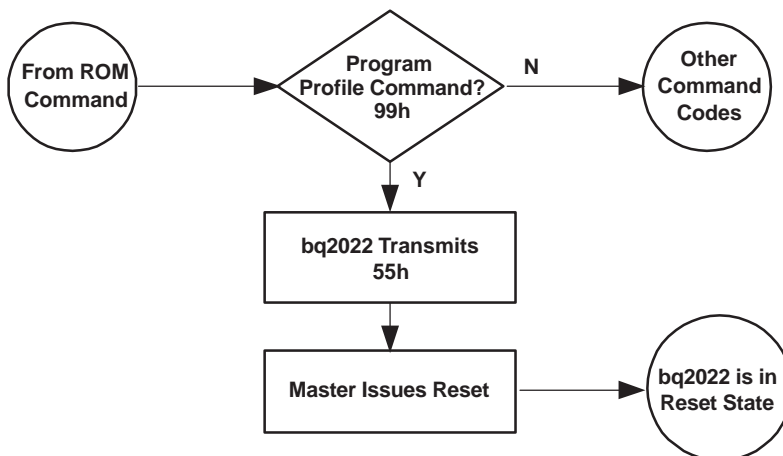 From ROM
Command
Program
Profile Command?
99h
N
Other
Command
Codes
Y
bq2022 Transmits
55h
Master Issues Reset
bq2022 is in
Reset State